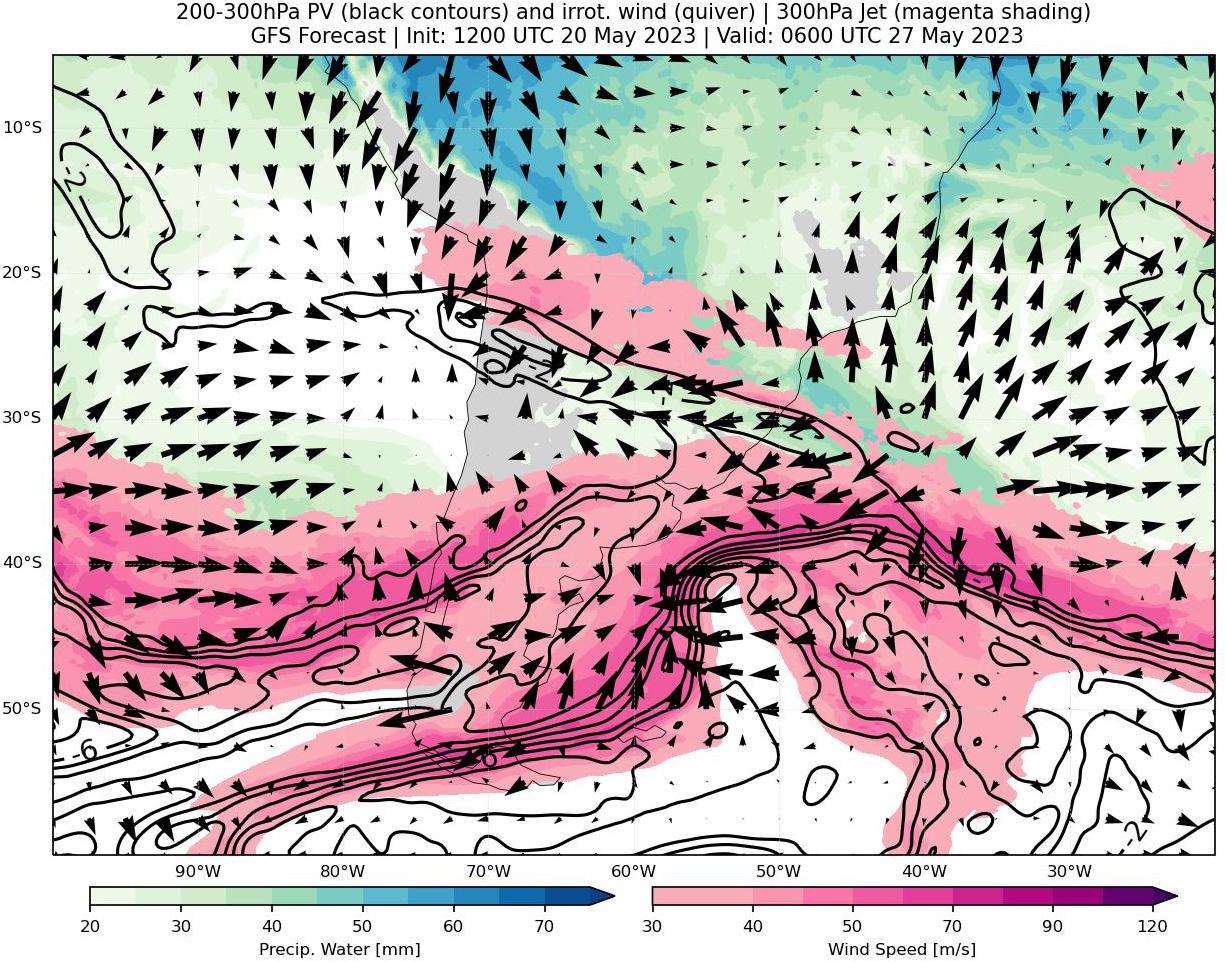 200-300hPa PV (black contours) and irrot. wind (quiver) | 300hPa Jet (magenta shading)
GFS Forecast | Init: 1200 UTC 20 May 2023 | Valid: 0600 UTC 27 May 2023
10°S
20°S
30°S
40°S
50°S
-2
-6
-2
90°W
80°W
70°W
60°W
50°W
40°W
30°W
20
30
40
50
60
70
30
40
50
60
70
90
120
Precip. Water [mm]
Wind Speed [m/s]